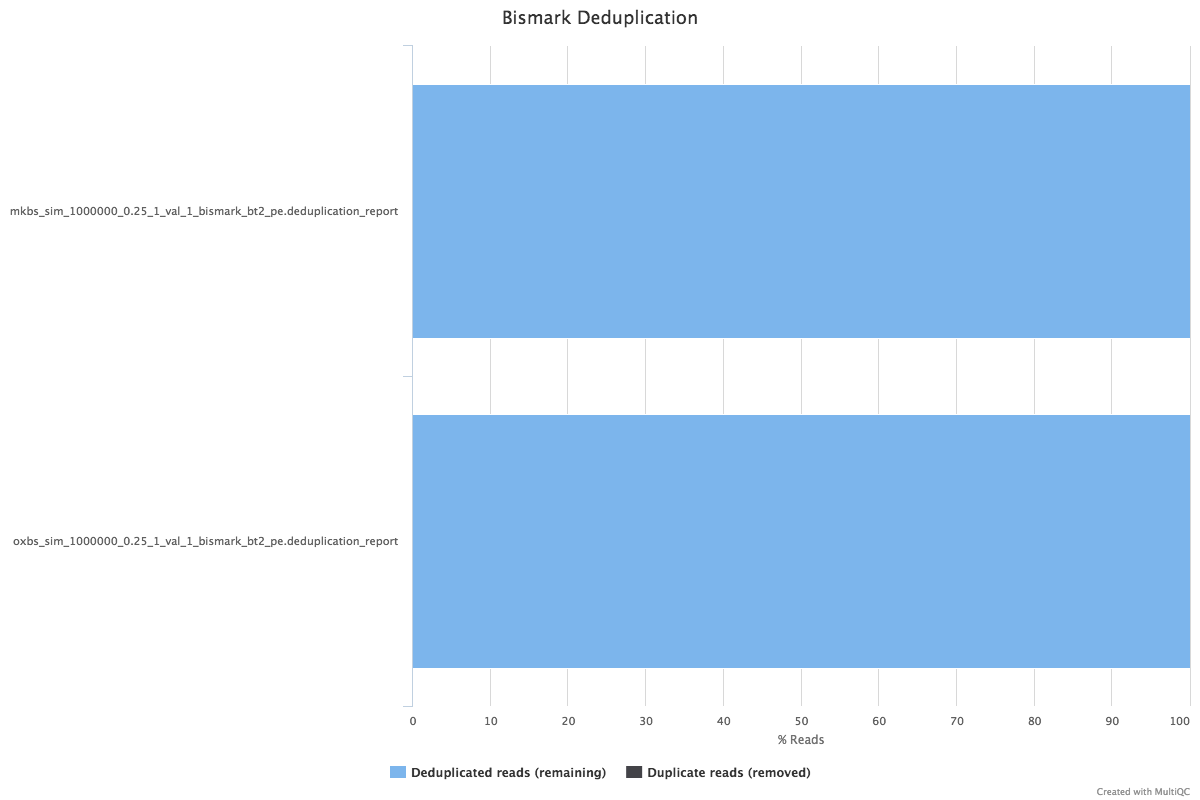 Bismark Deduplication
mkbs_sim_1000000_0.25_1_val_1_bismark_bt2_pe.deduplication_report
oxbs_sim_1000000_0.25_1_val_1_bismark_bt2_pe.deduplication_report
0 10 20 30 40 50 60 70 80 90 100
% Reads
Deduplicated reads (remaining) Duplicate reads (removed)
Created with MultiQC